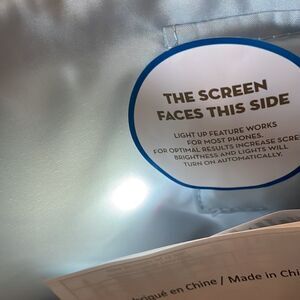 THE SCREEN
FACES THIS SIDE
LIGHT UP FEATURE WORKS
FOR MOST PHONES.
FOR OPTIMAL RESULTS INCREASE SCRE
BRIGHTNESS AND LIGHTS WILL
TURN ON AUTOMATICALLY.
briqué en Chine / Made in Chi